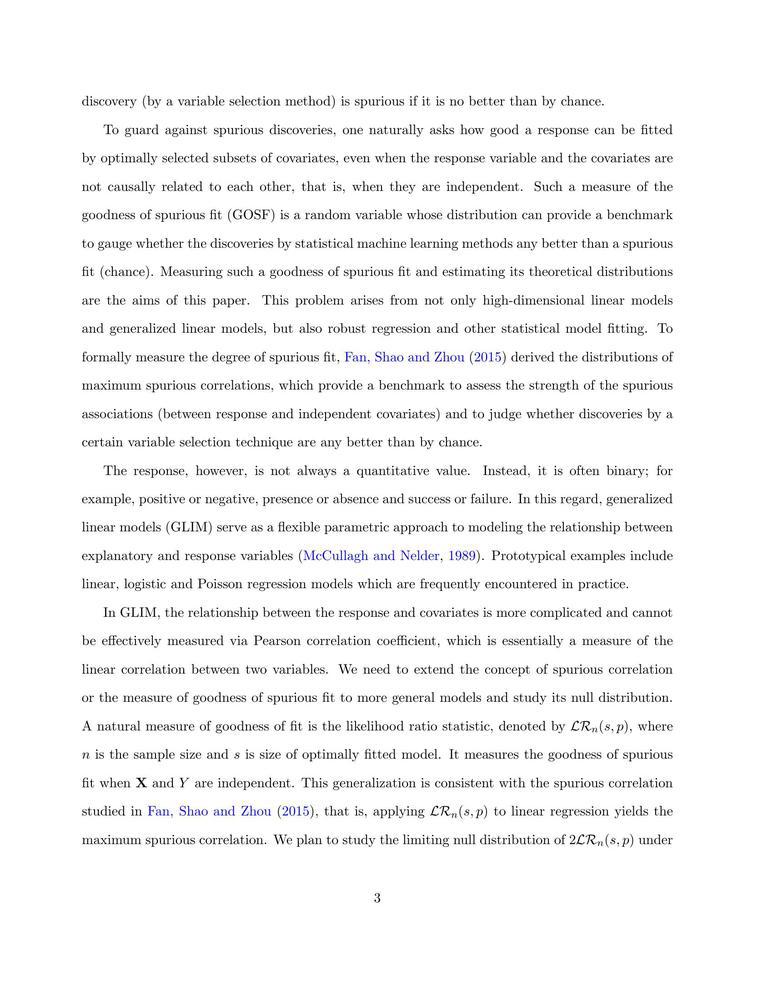 discovery (by a variable selection method) is spurious if it is no better than by chance.
To guard against spurious discoveries, one naturally asks how good a response can be fitted
by optimally selected subsets of covariates, even when the response variable and the covariates are
not causally related to each other, that is, when they are independent. Such a measure of the
goodness of spurious fit (GOSF) is a random variable whose distribution can provide a benchmark
to gauge whether the discoveries by statistical machine learning methods any better than a spurious
fit (chance). Measuring such a goodness of spurious fit and estimating its theoretical distributions
are the aims of this paper. This problem arises from not only high-dimensional linear models
and generalized linear models, but also robust regression and other statistical model fitting. To
formally measure the degree of spurious fit, Fan, Shao and Zhou (2015) derived the distributions of
maximum spurious correlations, which provide a benchmark to assess the strength of the spurious
associations (between response and independent covariates) and to judge whether discoveries by a
certain variable selection technique are any better than by chance.
The response, however, is not always a quantitative value. Instead, it is often binary; for
example, positive or negative, presence or absence and success or failure. In this regard, generalized
linear models (GLIM) serve as a flexible parametric approach to modeling the relationship between
explanatory and response variables (McCullagh and Nelder, 1989). Prototypical examples include
linear, logistic and Poisson regression models which are frequently encountered in practice.
In GLIM, the relationship between the response and covariates is more complicated and cannot
be effectively measured via Pearson correlation coefficient, which is essentially a measure of the
linear correlation between two variables. We need to extend the concept of spurious correlation
or the measure of goodness of spurious fit to more general models and study its null distribution.
A natural measure of goodness of fit is the likelihood ratio statistic, denoted by $\mathcal{LR}_n(s,p)$, where
$n$ is the sample size and $s$ is size of optimally fitted model. It measures the goodness of spurious
fit when $\mathbf{X}$ and $Y$ are independent. This generalization is consistent with the spurious correlation
studied in Fan, Shao and Zhou (2015), that is, applying $\mathcal{LR}_n(s,p)$ to linear regression yields the
maximum spurious correlation. We plan to study the limiting null distribution of $2\mathcal{LR}_n(s,p)$ under
3